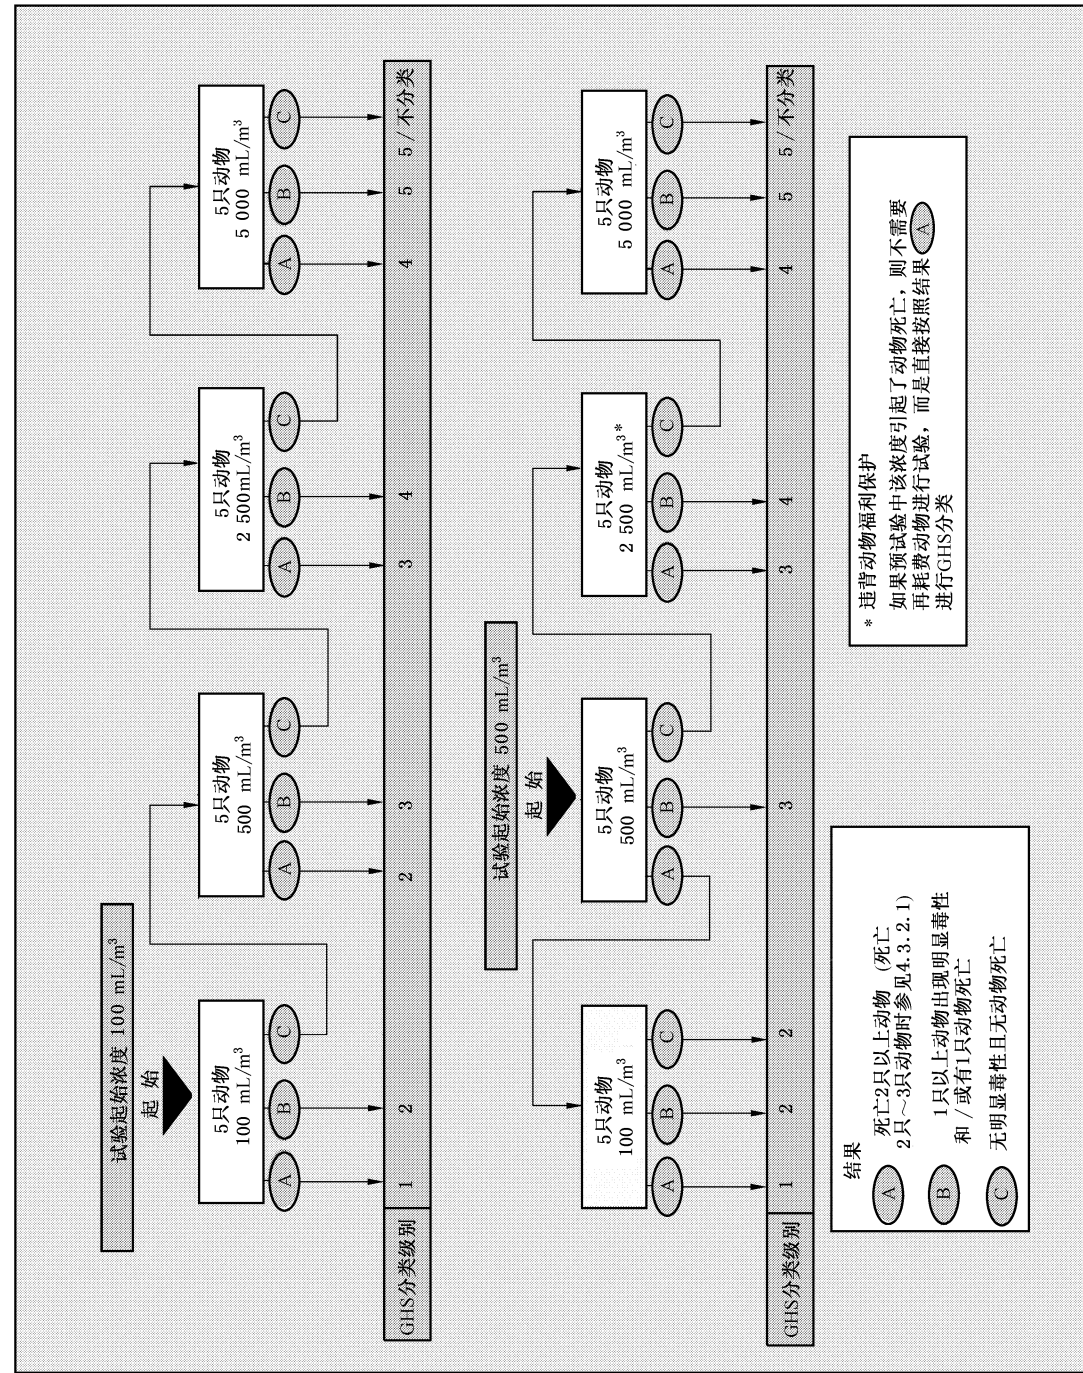 试验起始浓度 100 mL/m³
起 始
5只动物
100 mL/m³
A
B
C
5只动物
500 mL/m³
A
B
C
5只动物
2 500mL/m³
A
B
C
5只动物
5 000 mL/m³
A
B
C
GHS分类级别
1
2
2
3
3
4
4
5
5 / 不分类
试验起始浓度 500 mL/m³
起 始
5只动物
100 mL/m³
A
B
C
5只动物
500 mL/m³
A
B
C
5只动物
2 500 mL/m³*
A
B
C
5只动物
5 000 mL/m³
A
B
C
GHS分类级别
1
2
2
3
3
4
4
5
5 / 不分类
结果
A
死亡2只以上动物 (死亡
2只～3只动物时参见4.3.2.1)
B
1只以上动物出现明显毒性
和 / 或有1只动物死亡
C
无明显毒性且无动物死亡
* 违背动物福利保护
如果预试验中该浓度引起了动物死亡，则不需要
再耗费动物进行试验，而是直接按照结果 A
进行GHS分类